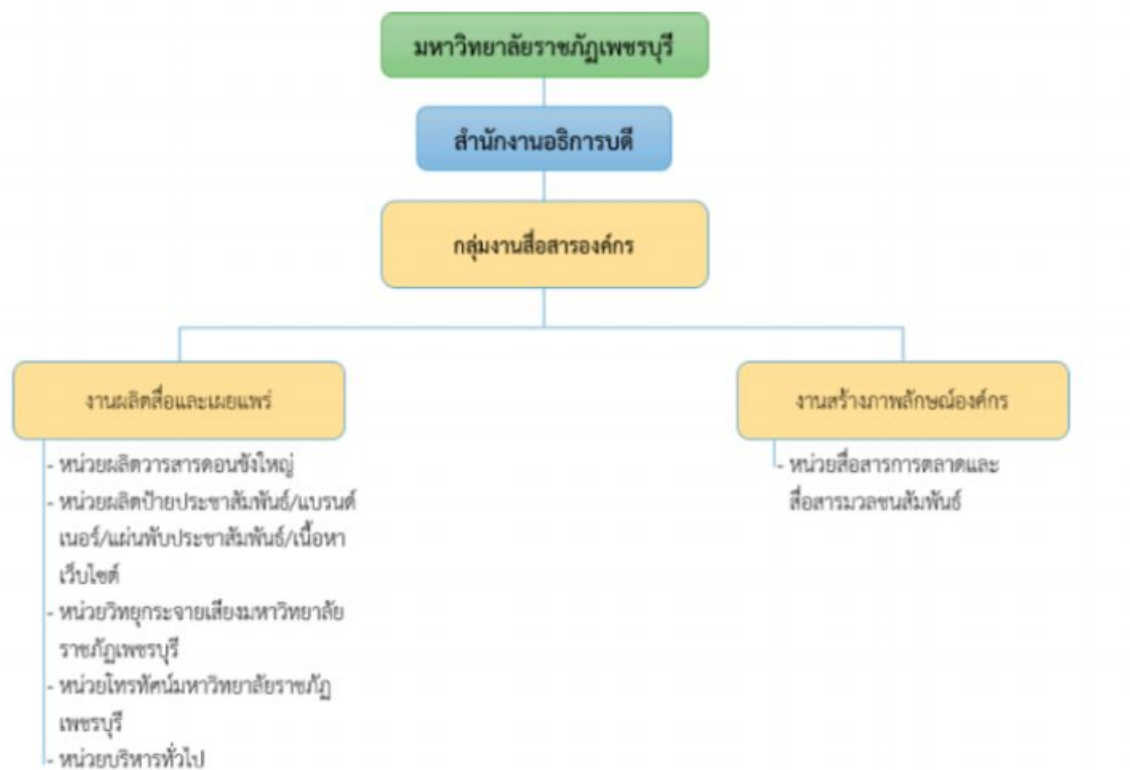 มหาวิทยาลัยราชภัฏเพชรบุรี
สำนักงานอธิการบดี
กลุ่มงานสื่อสารองค์กร
งานผลิตสื่อและเผยแพร่
- หน่วยผลิตวารสารดอนขังใหญ่
- หน่วยผลิตป้ายประชาสัมพันธ์/แบรนด์
เนอร์/แผ่นพับประชาสัมพันธ์/เนื้อหา
เว็บไซต์
- หน่วยวิทยุกระจายเสียงมหาวิทยาลัย
ราชภัฏเพชรบุรี
- หน่วยโทรทัศน์มหาวิทยาลัยราชภัฏ
เพชรบุรี
- หน่วยบริหารทั่วไป
งานสร้างภาพลักษณ์องค์กร
- หน่วยสื่อสารการตลาดและ
สื่อสารมวลชนสัมพันธ์